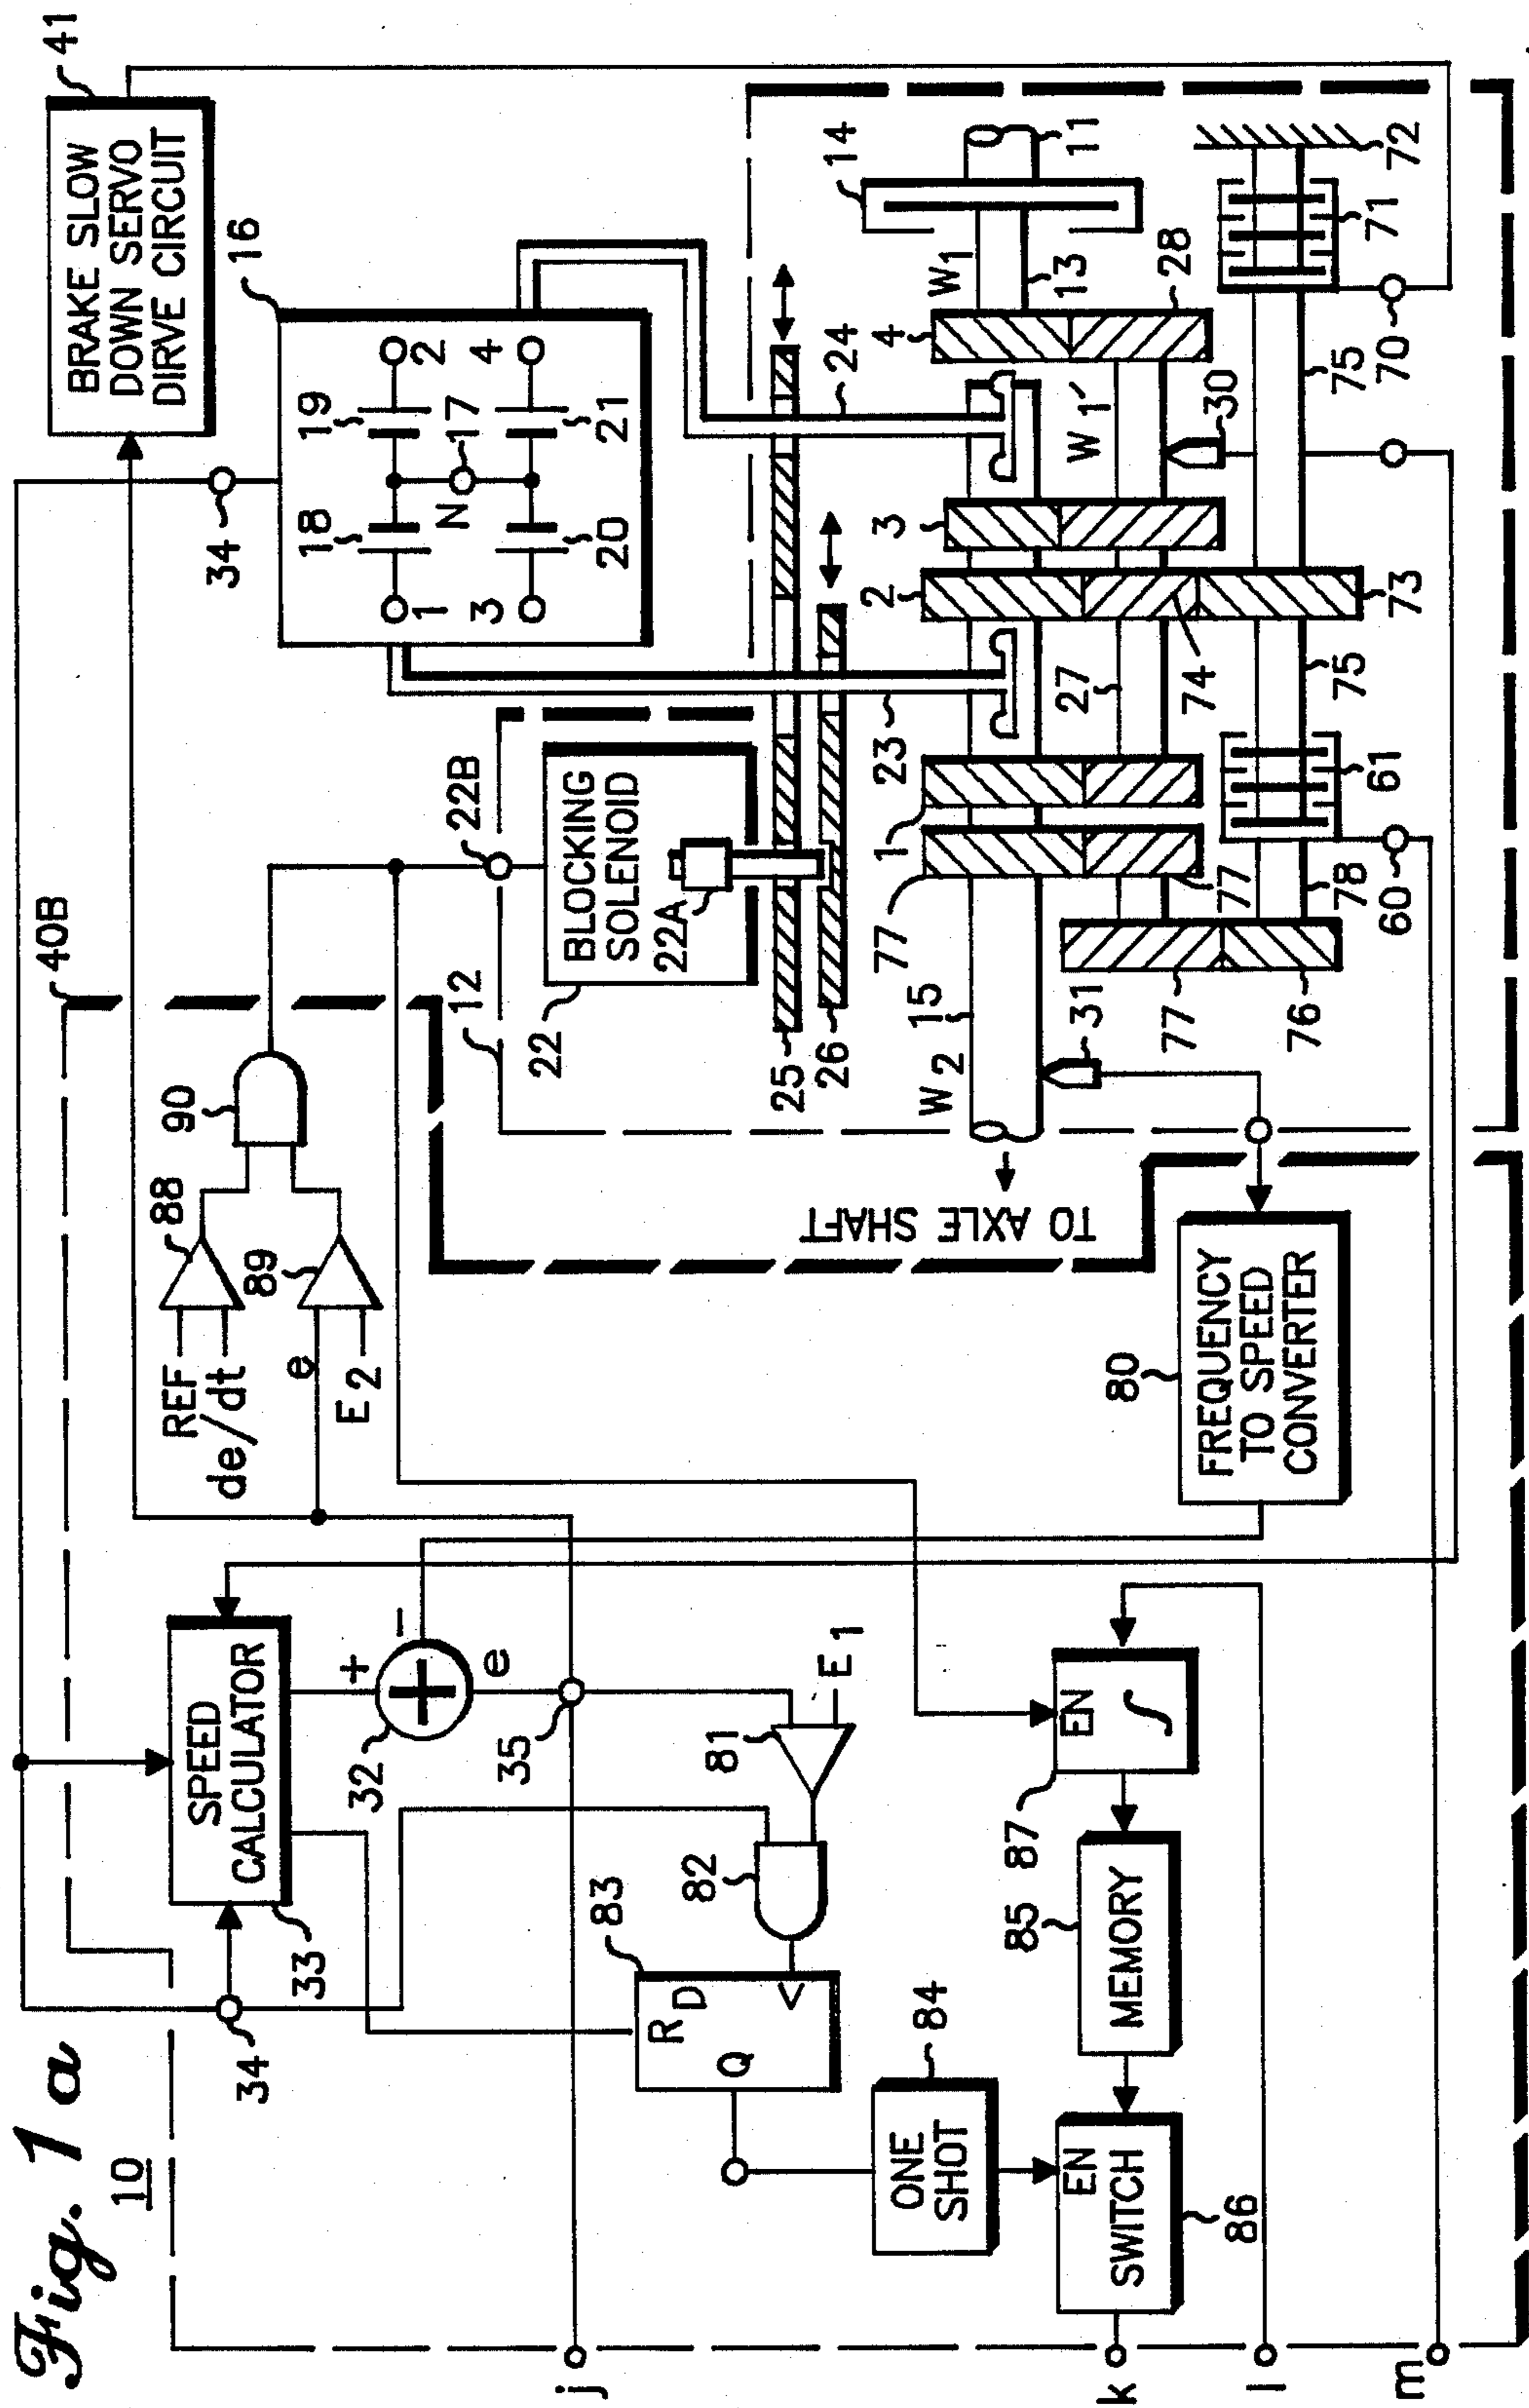 Fig. 1a
10
40B
41
BRAKE SLOW
DOWN SERVO
DIRVE CIRCUIT
34
16
18
19
1
2
N
17
3
4
20
21
34
33
SPEED
CALCULATOR
REF
de/dt
88
90
e
E2
89
32
+
-
e
35
12
22B
22
BLOCKING
SOLENOID
22A
25
26
23
24
81
E1
82
83
R
D
Q
84
ONE
SHOT
TO AXLE SHAFT
W2
15
31
77
1
2
3
4
W1
13
14
11
27
W1'
28
30
74
77
77
76
78
60
61
75
73
75
70
71
72
87
EN
∫
85
MEMORY
EN
SWITCH
86
80
FREQUENCY
TO SPEED
CONVERTER
j
k
l
m